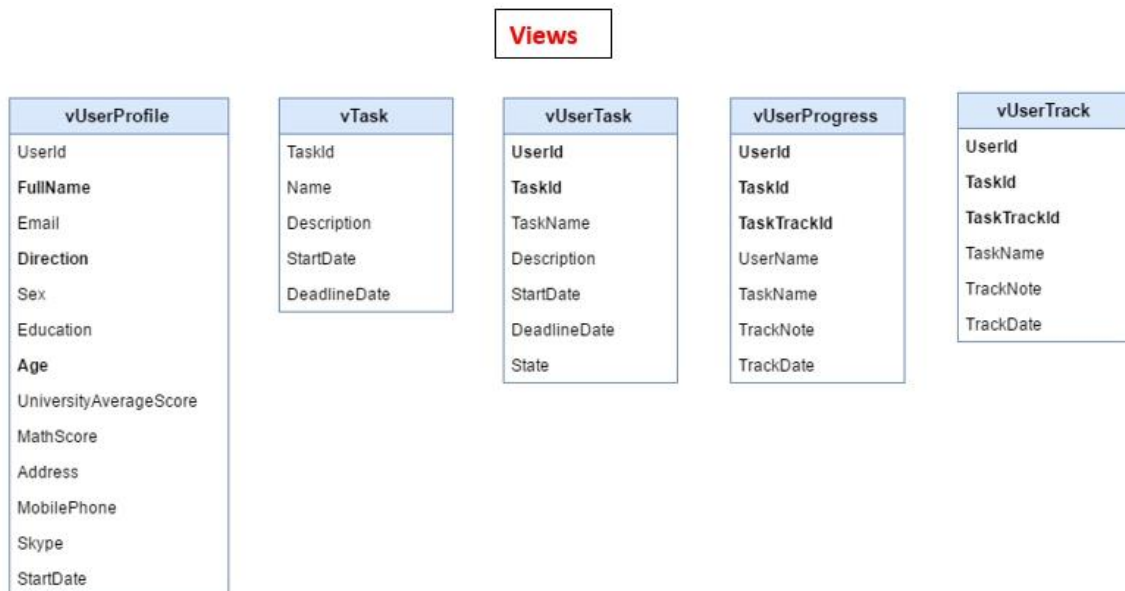 Views
vUserProfile
UserId
FullName
Email
Direction
Sex
Education
Age
UniversityAverageScore
MathScore
Address
MobilePhone
Skype
StartDate
vTask
TaskId
Name
Description
StartDate
DeadlineDate
vUserTask
UserId
TaskId
TaskName
Description
StartDate
DeadlineDate
State
vUserProgress
UserId
TaskId
TaskTrackId
UserName
TaskName
TrackNote
TrackDate
vUserTrack
UserId
TaskId
TaskTrackId
TaskName
TrackNote
TrackDate